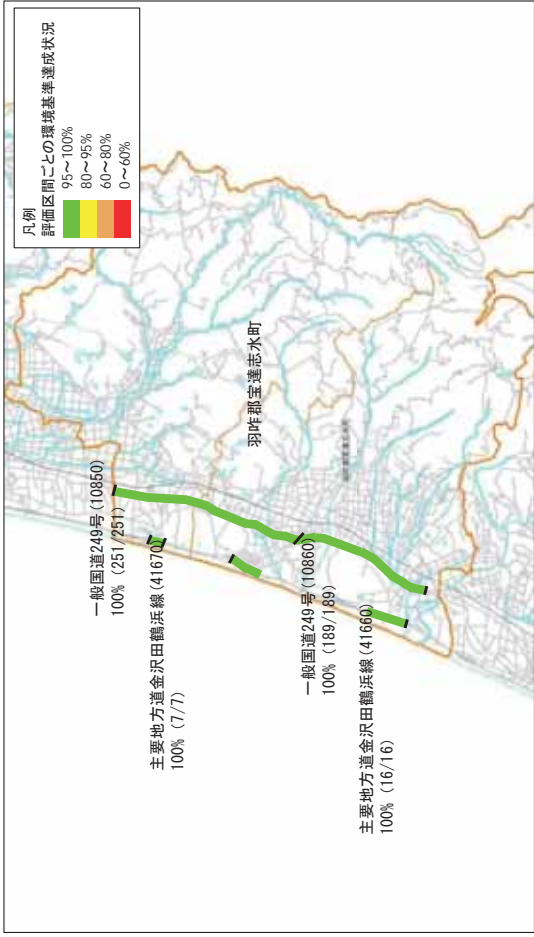 凡例
評価区間ごとの環境基準達成状況
95～100%
80～95%
60～80%
0～60%
一般国道249号(10850)
100% (251/251)
主要地方道金沢田鶴浜線(41670)
100% (7/7)
羽咋郡宝達志水町
一般国道249号(10860)
100% (189/189)
主要地方道金沢田鶴浜線(41660)
100% (16/16)